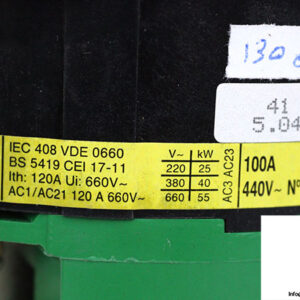 130
41
5.04
IEC 408 VDE 0660
BS 5419 CEI 17-11
Ith: 120A Ui: 660V~
AC1/AC21 120 A 660V~
V~ kW
220 25
380 40
660 55
AC3 AC23
100A
440V~ Nº